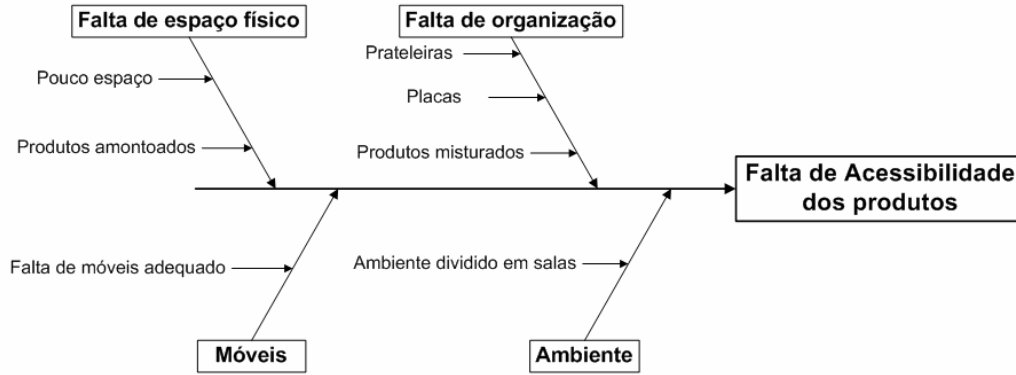 Falta de espaço físico
Falta de organização
Prateleiras
Pouco espaço
Placas
Produtos amontoados
Produtos misturados
Falta de Acessibilidade
dos produtos
Falta de móveis adequado
Ambiente dividido em salas
Móveis
Ambiente